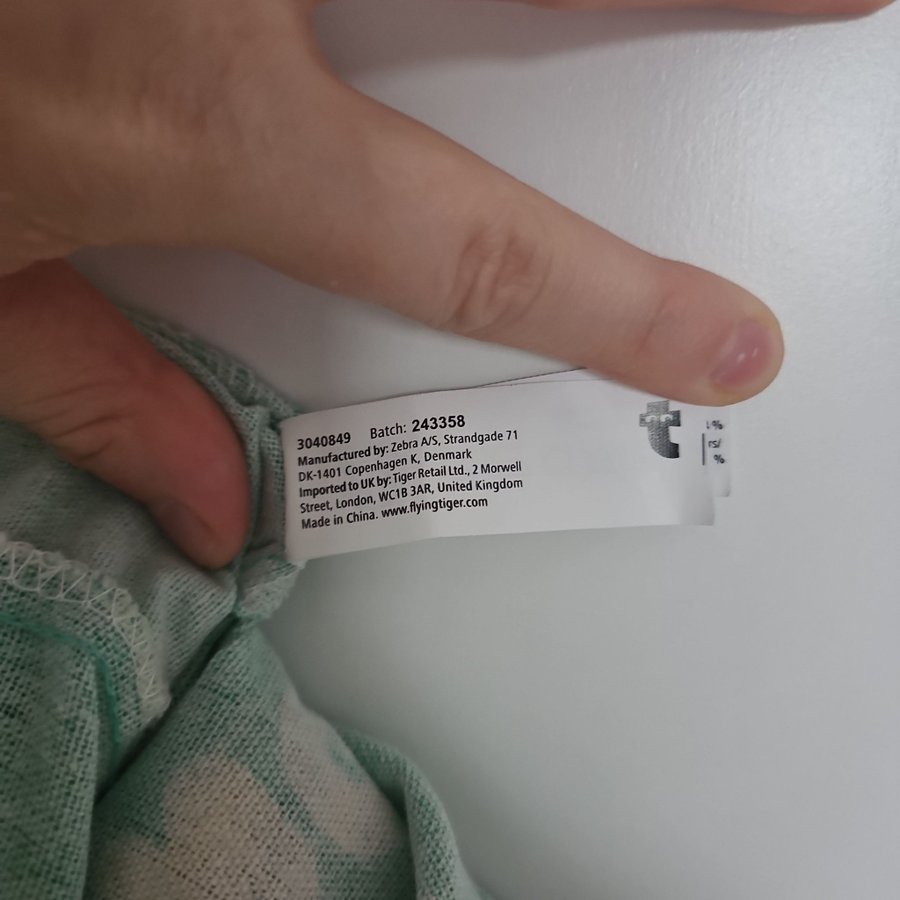 3040849 Batch: 243358
Manufactured by: Zebra A/S, Strandgade 71
DK-1401 Copenhagen K, Denmark
Imported to UK by: Tiger Retail Ltd., 2 Morwell
Street, London, WC1B 3AR, United Kingdom
Made in China. www.flyingtiger.com
t
%
rs/
%